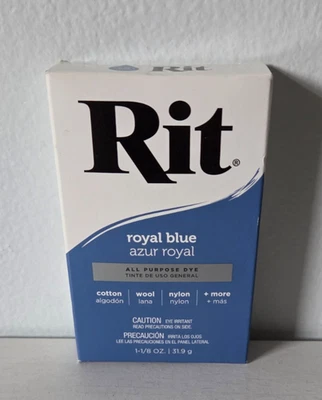 Rit®
royal blue
azur royal
ALL PURPOSE DYE
TINTE DE USO GENERAL
cotton wool nylon + more
algodón lana nylon + más
CAUTION EYE IRRITANT
READ PRECAUTIONS ON SIDE.
PRECAUCIÓN IRRITA LOS OJOS
LEE LAS PRECAUCIONES EN EL PANEL LATERAL
1-1/8 OZ. | 31.9 g